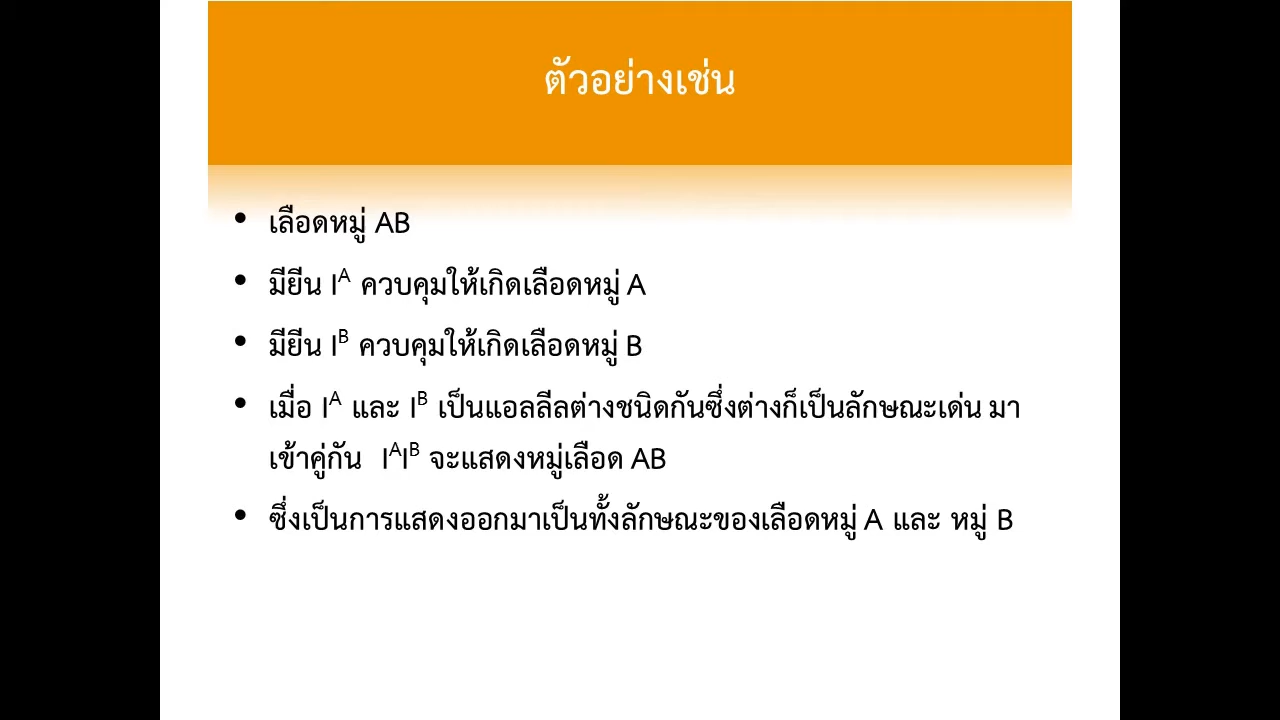 ตัวอย่างเช่น
• เลือดหมู่ AB
• มียีน Iᴬ ควบคุมให้เกิดเลือดหมู่ A
• มียีน Iᴮ ควบคุมให้เกิดเลือดหมู่ B
• เมื่อ Iᴬ และ Iᴮ เป็นแอลลีลต่างชนิดกันซึ่งต่างก็เป็นลักษณะเด่น มา
เข้าคู่กัน IᴬIᴮ จะแสดงหมู่เลือด AB
• ซึ่งเป็นการแสดงออกมาเป็นทั้งลักษณะของเลือดหมู่ A และ หมู่ B